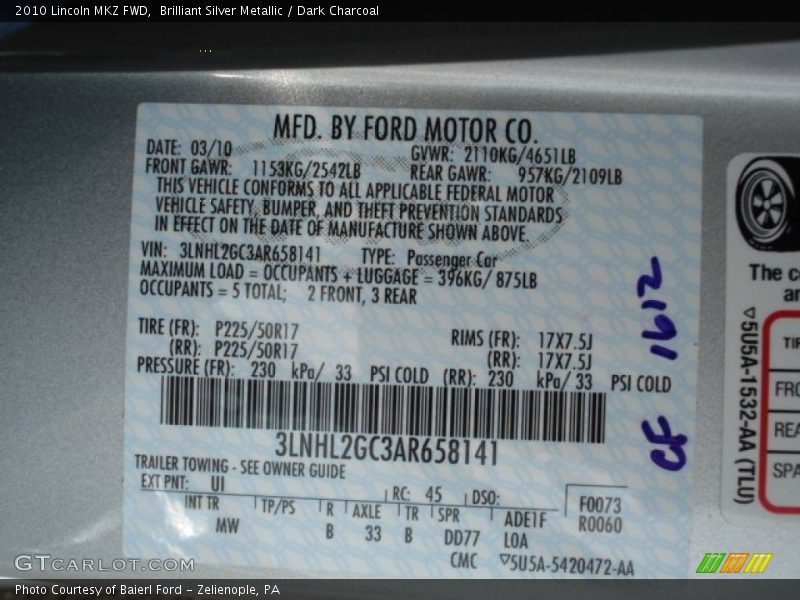 2010 Lincoln MKZ FWD, Brilliant Silver Metallic / Dark Charcoal
MFD. BY FORD MOTOR CO.
DATE: 03/10 GVWR: 2110KG/4651LB
FRONT GAWR: 1153KG/2542LB REAR GAWR: 957KG/2109LB
THIS VEHICLE CONFORMS TO ALL APPLICABLE FEDERAL MOTOR
VEHICLE SAFETY, BUMPER, AND THEFT PREVENTION STANDARDS
IN EFFECT ON THE DATE OF MANUFACTURE SHOWN ABOVE.
VIN: 3LNHL2GC3AR658141 TYPE: Passenger Car
MAXIMUM LOAD = OCCUPANTS + LUGGAGE = 396KG/ 875LB
OCCUPANTS = 5 TOTAL; 2 FRONT, 3 REAR
TIRE (FR): P225/50R17 RIMS (FR): 17X7.5J
(RR): P225/50R17 (RR): 17X7.5J
PRESSURE (FR): 230 kPa/ 33 PSI COLD (RR): 230 kPa/ 33 PSI COLD
3LNHL2GC3AR658141
TRAILER TOWING - SEE OWNER GUIDE
EXT PNT: UI RC: 45 DSO: F0073
INT TR TP/PS R AXLE TR SPR ADE1F R0060
MW B 33 B DD77 LOA
CMC ▽5U5A-5420472-AA
CF 1612
The
▽5U5A-1532-AA (TLU)
GTCARLOT.COM
Photo Courtesy of Baierl Ford - Zelienople, PA